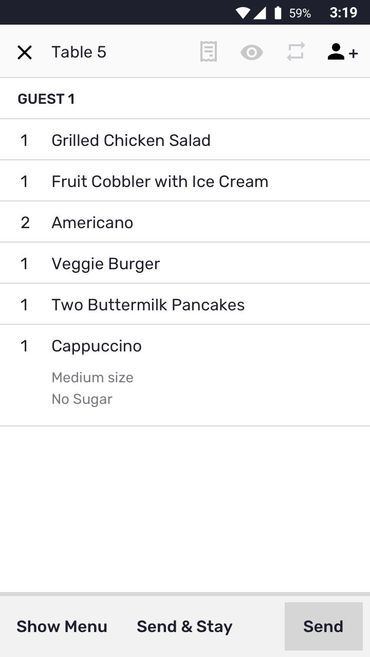 59% 3:19
Table 5
GUEST 1
1 Grilled Chicken Salad
1 Fruit Cobbler with Ice Cream
2 Americano
1 Veggie Burger
1 Two Buttermilk Pancakes
1 Cappuccino
Medium size
No Sugar
Show Menu Send & Stay Send